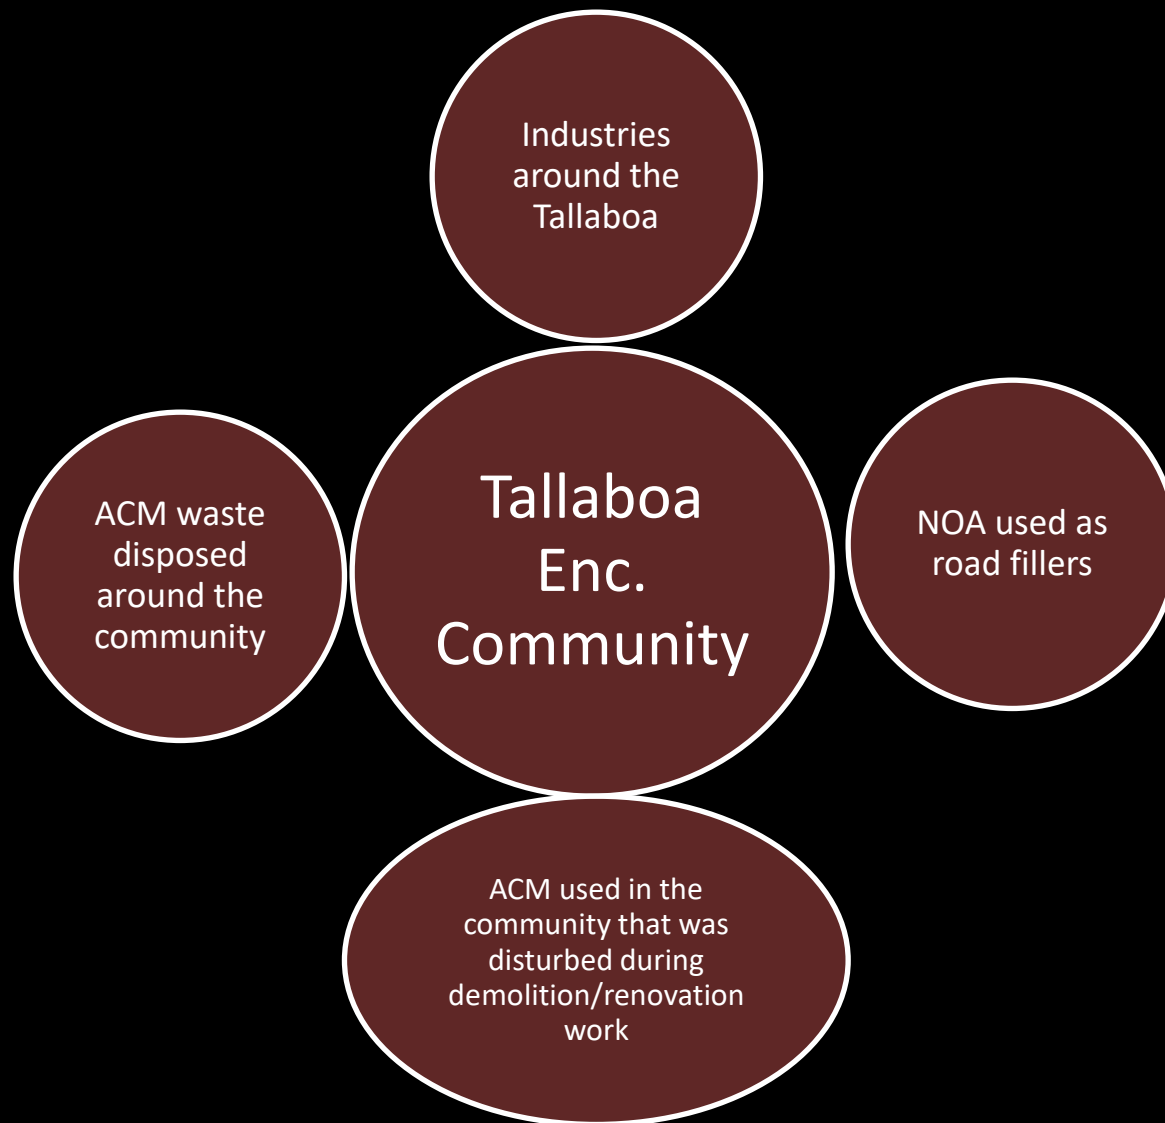 Industries
around the
Tallaboa
ACM waste
disposed
around the
community
Tallaboa
Enc.
Community
NOA used as
road fillers
ACM used in the
community that was
disturbed during
demolition/renovation
work